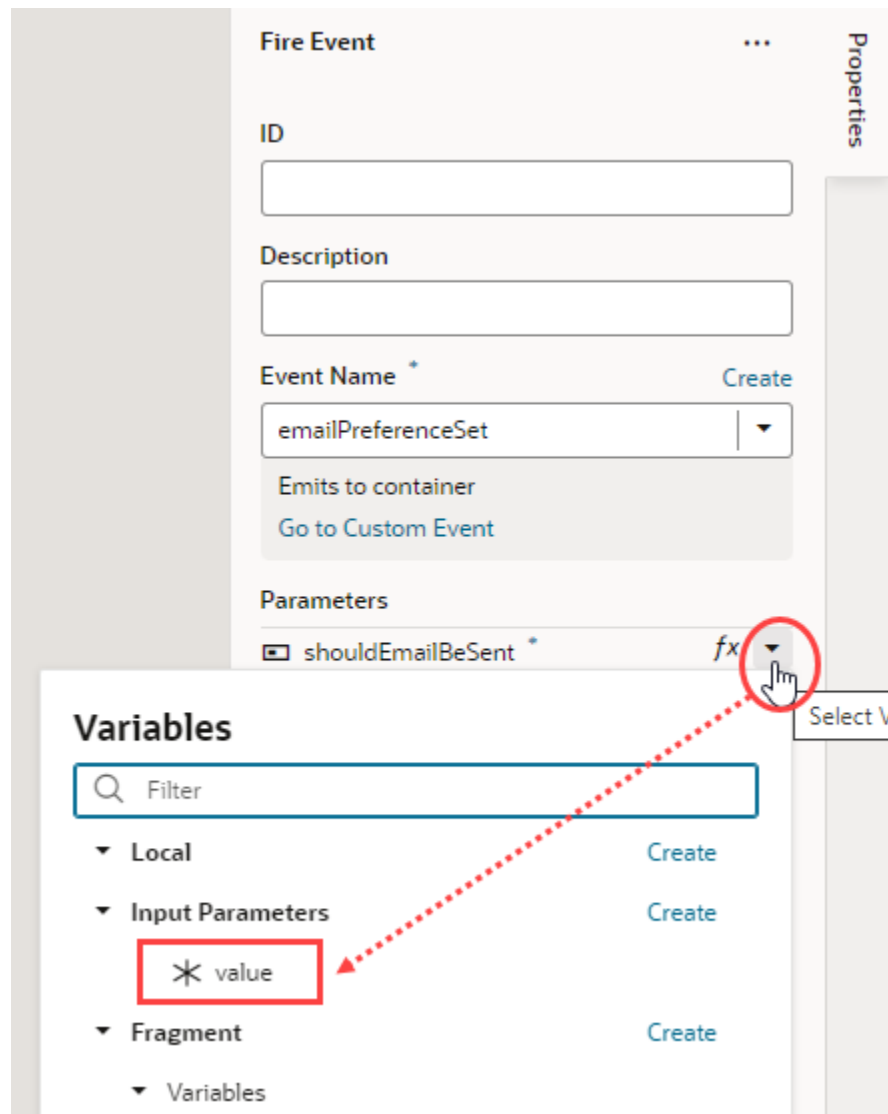 Fire Event
Properties
ID
Description
Event Name * Create
emailPreferenceSet
Emits to container
Go to Custom Event
Parameters
shouldEmailBeSent * fx
Select V
Variables
Filter
Local Create
Input Parameters Create
value
Fragment Create
Variables